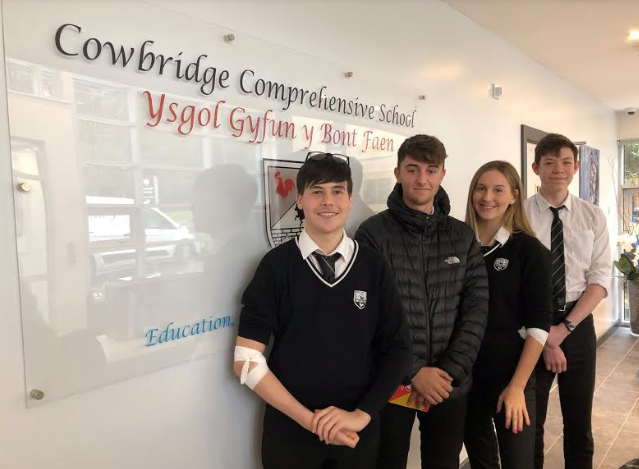 Cowbridge Comprehensive School
Ysgol Gyfun y Bont Faen
Education,